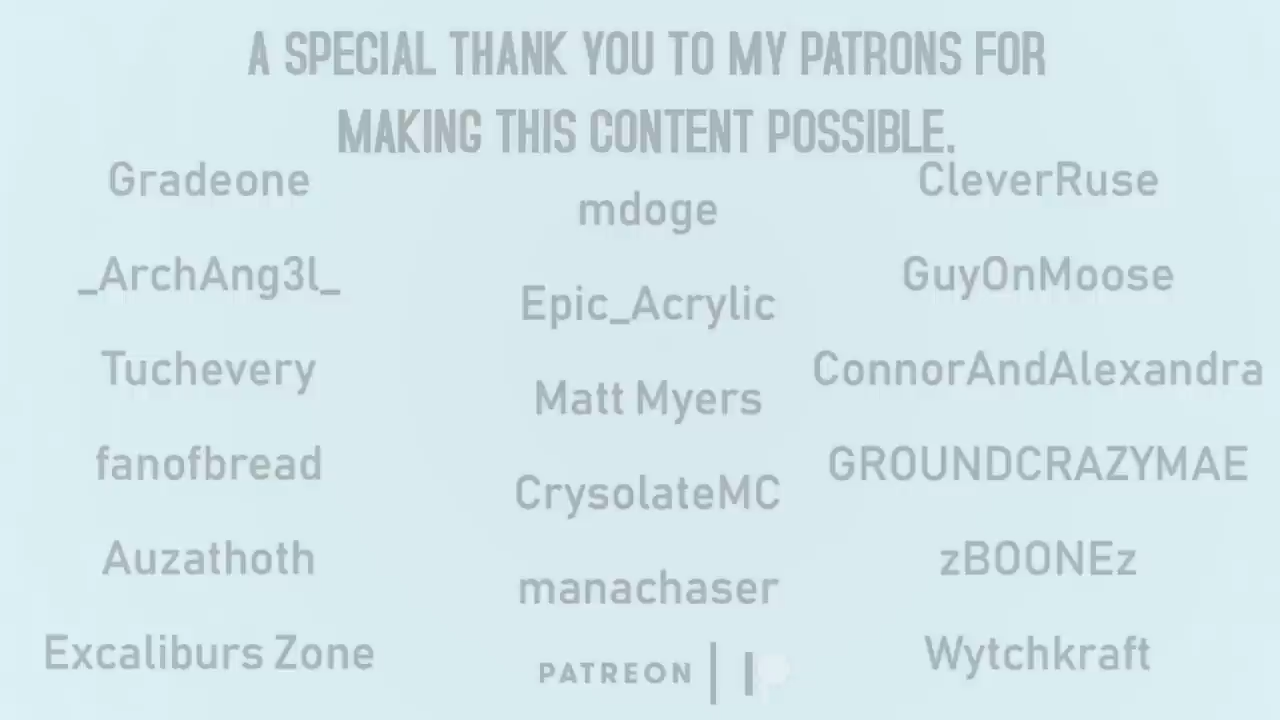 A SPECIAL THANK YOU TO MY PATRONS FOR
MAKING THIS CONTENT POSSIBLE.
Gradeone
_ArchAng3l_
Tuchevery
fanofbread
Auzathoth
Excaliburs Zone
mdoge
Epic_Acrylic
Matt Myers
CrysolateMC
manachaser
PATREON
CleverRuse
GuyOnMoose
ConnorAndAlexandra
GROUNDCRAZYMAE
zBOONEz
Wytchkraft